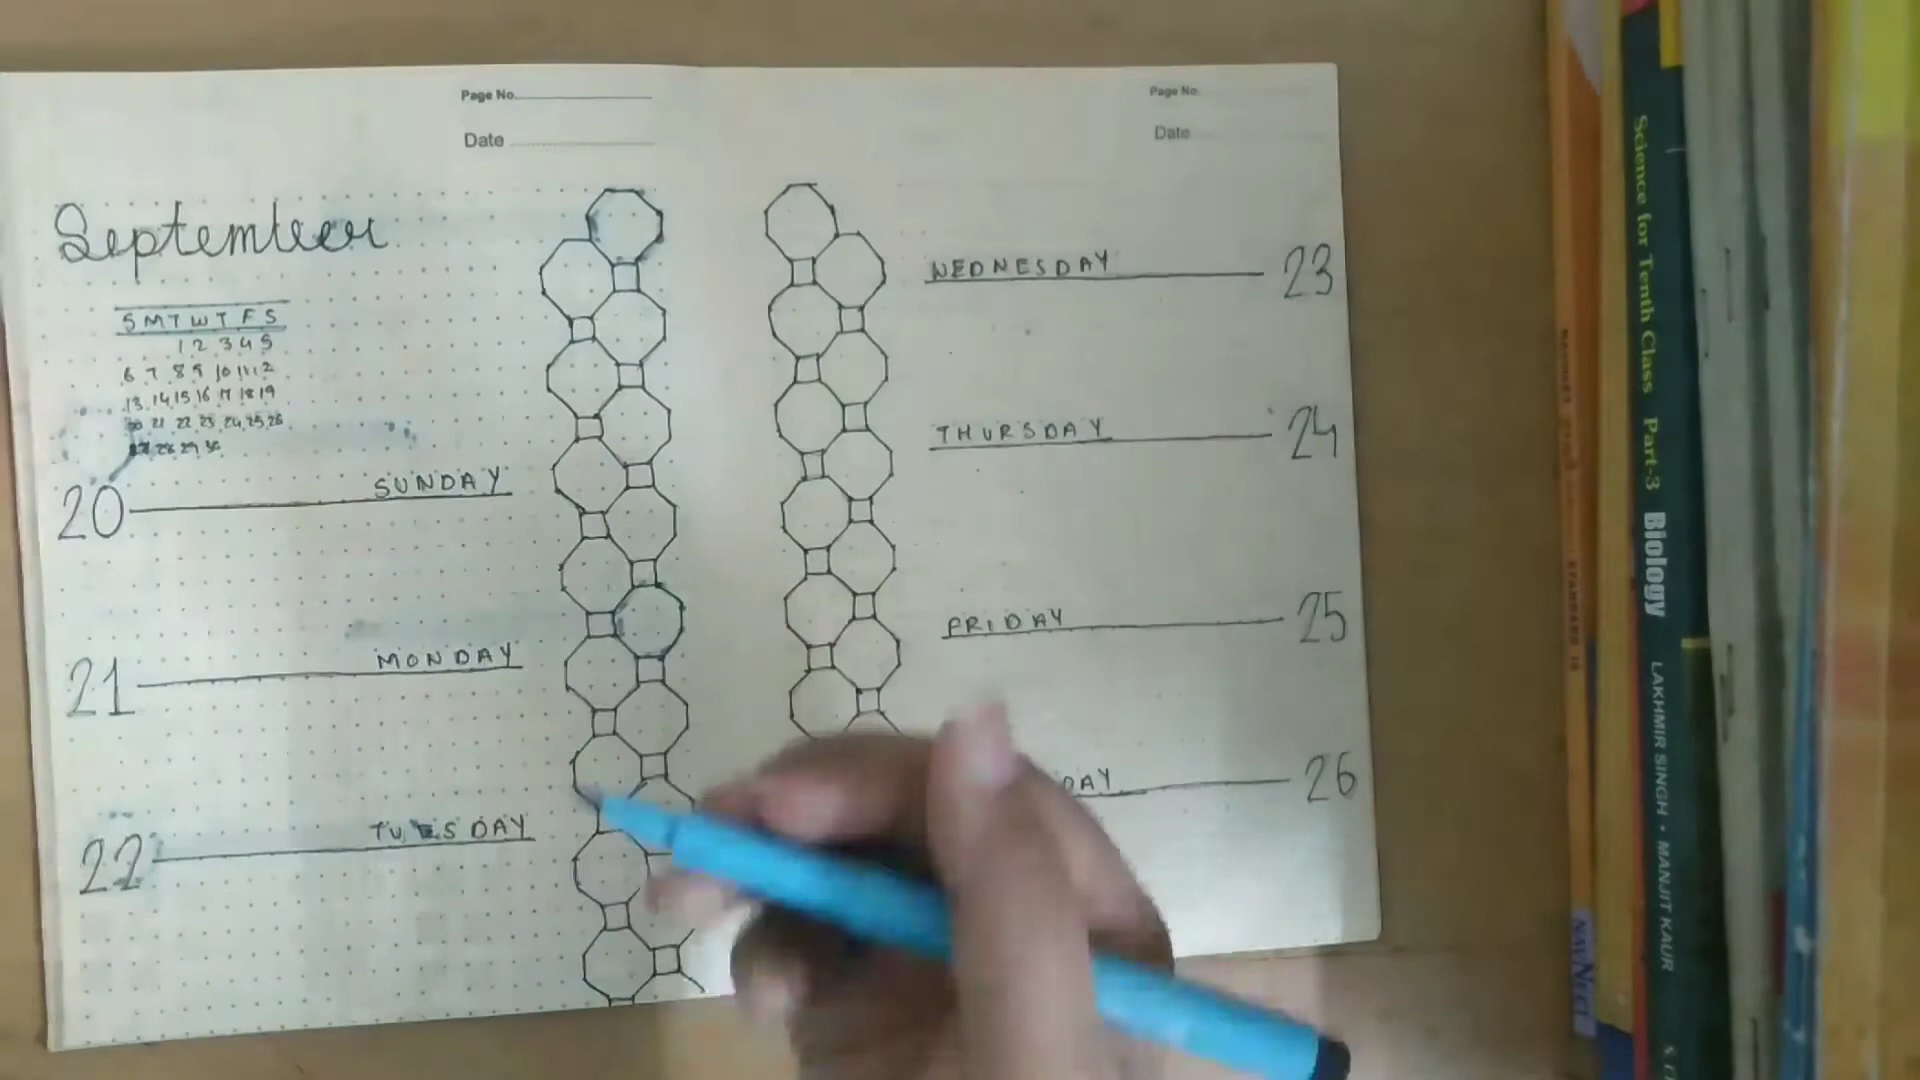 Page No.
Date
September
S M T W T F S
1 2 3 4 5
6 7 8 9 10 11 12
13 14 15 16 17 18 19
20 21 22 23 24 25 26
27 28 29 30
20 SUNDAY
21 MONDAY
22 TUESDAY
Page No.
Date
WEDNESDAY 23
THURSDAY 24
FRIDAY 25
DAY 26
Science for Tenth Class Part-3 Biology LAKHMIR SINGH • MANJIT KAUR
NAVNEET